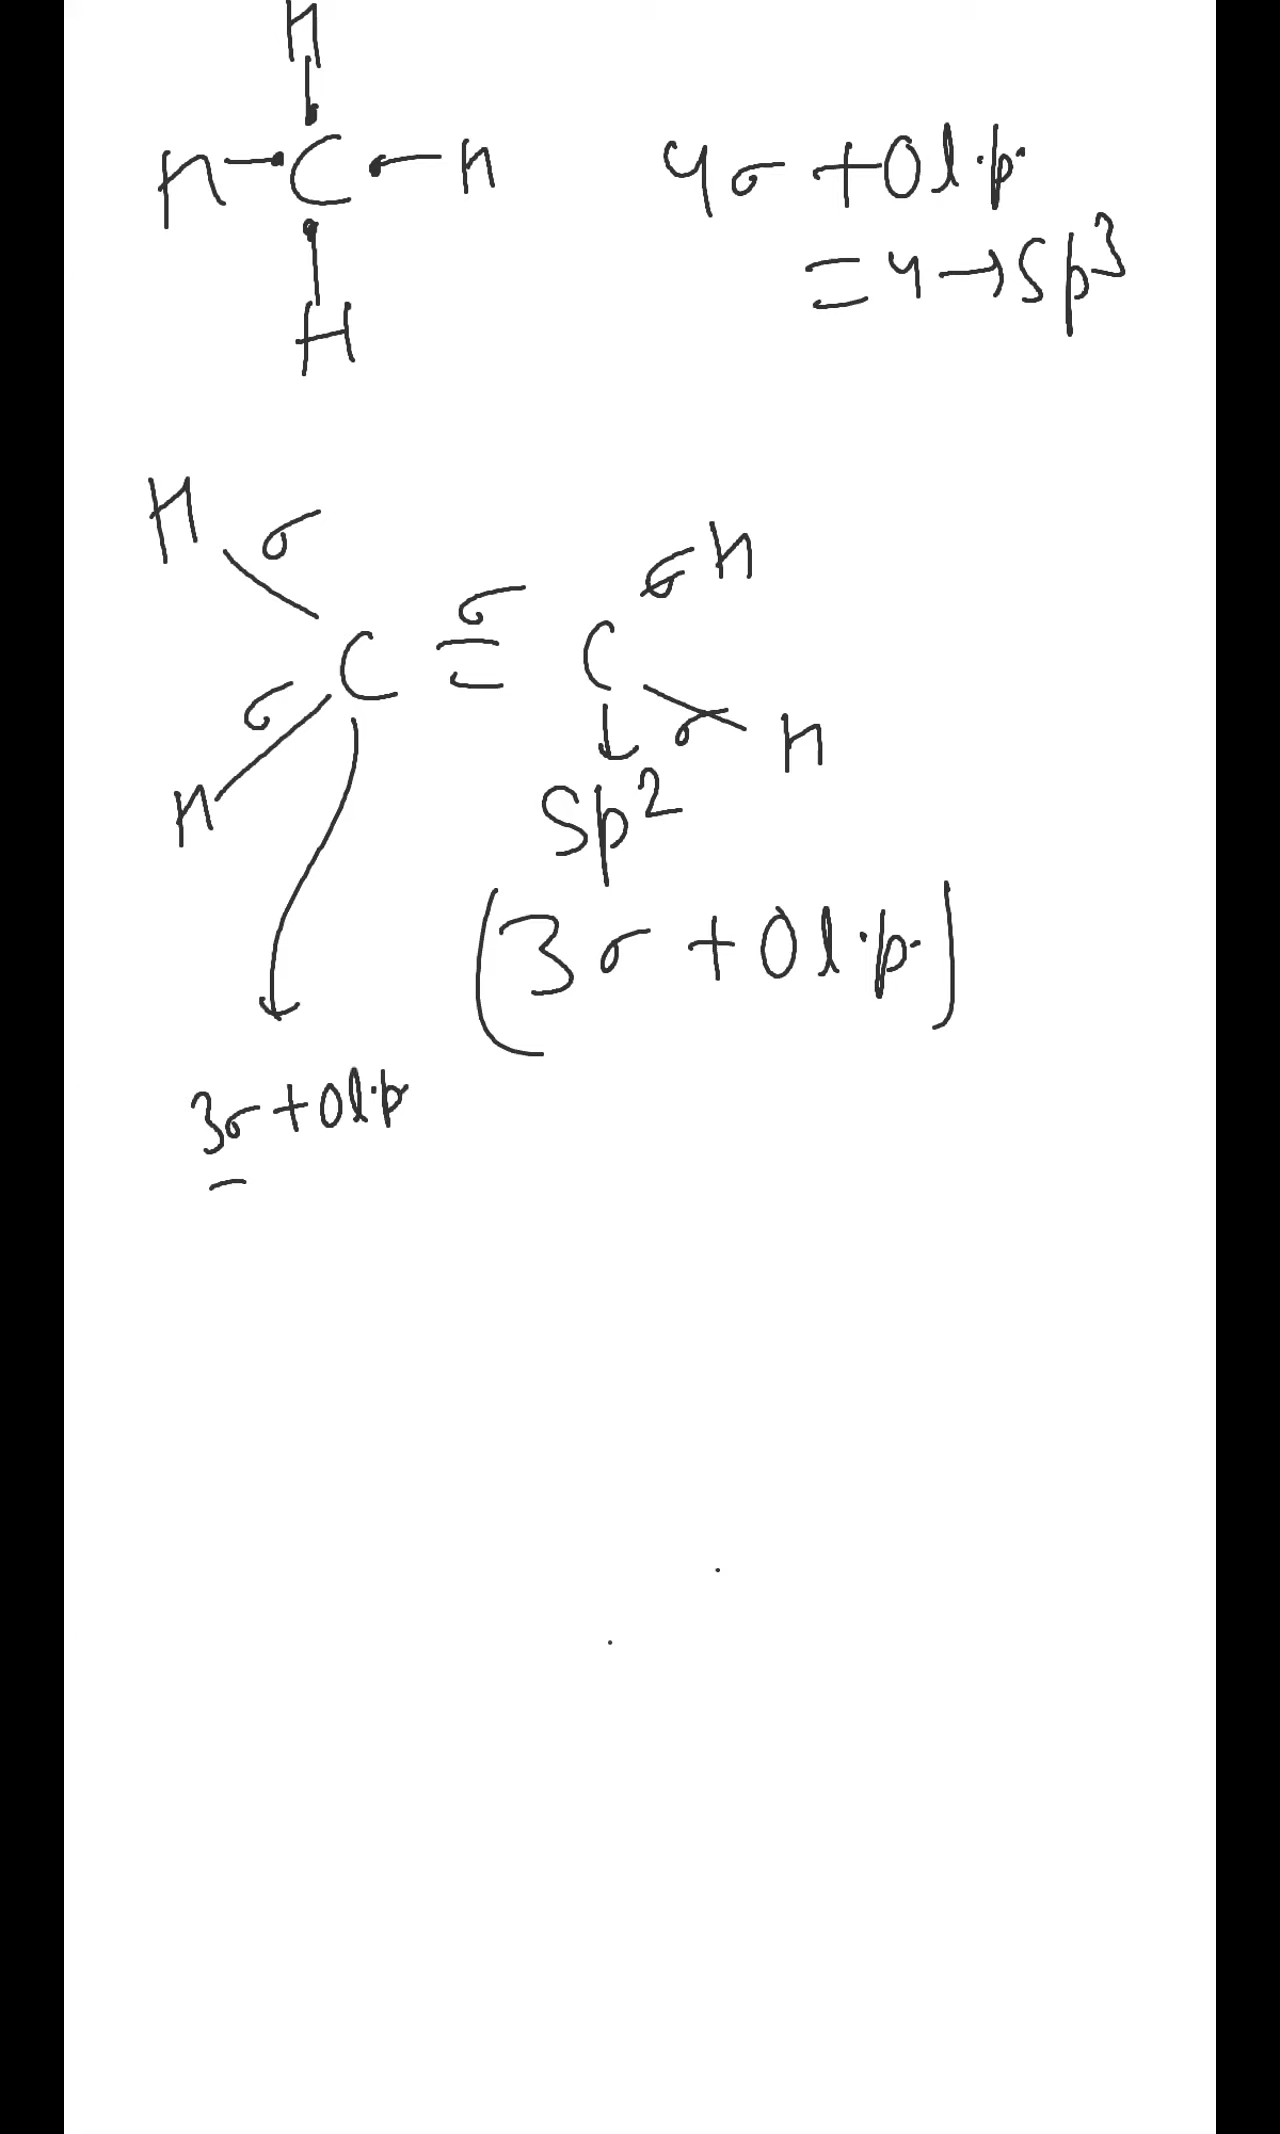 H
H-C-H 4σ + 0 l.p
= 4 → sp³
H
H σ
σ H
σ
C = C
σ
σ H
H
sp²
(3σ + 0 l.p)
3σ + 0 l.p